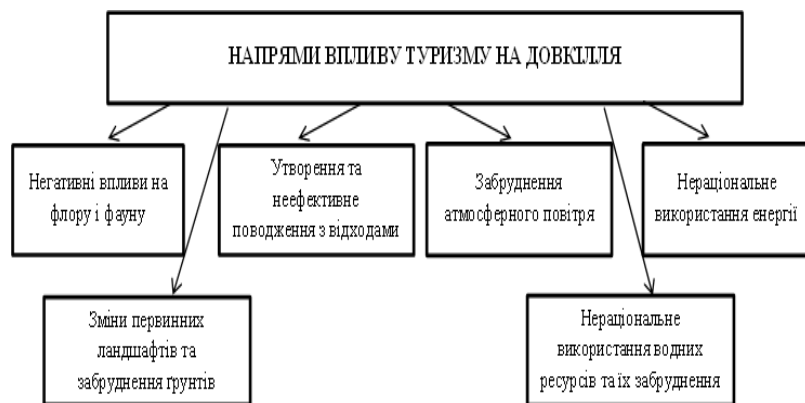 НАПРЯМИ ВПЛИВУ ТУРИЗМУ НА ДОВКІЛЛЯ
Негативні впливи на
флору і фауну
Утворення та
неефективне
поводження з відходами
Забруднення
атмосферного повітря
Нераціональне
використання енергії
Зміни первинних
ландшафтів та
забруднення ґрунтів
Нераціональне
використання водних
ресурсів та їх забруднення